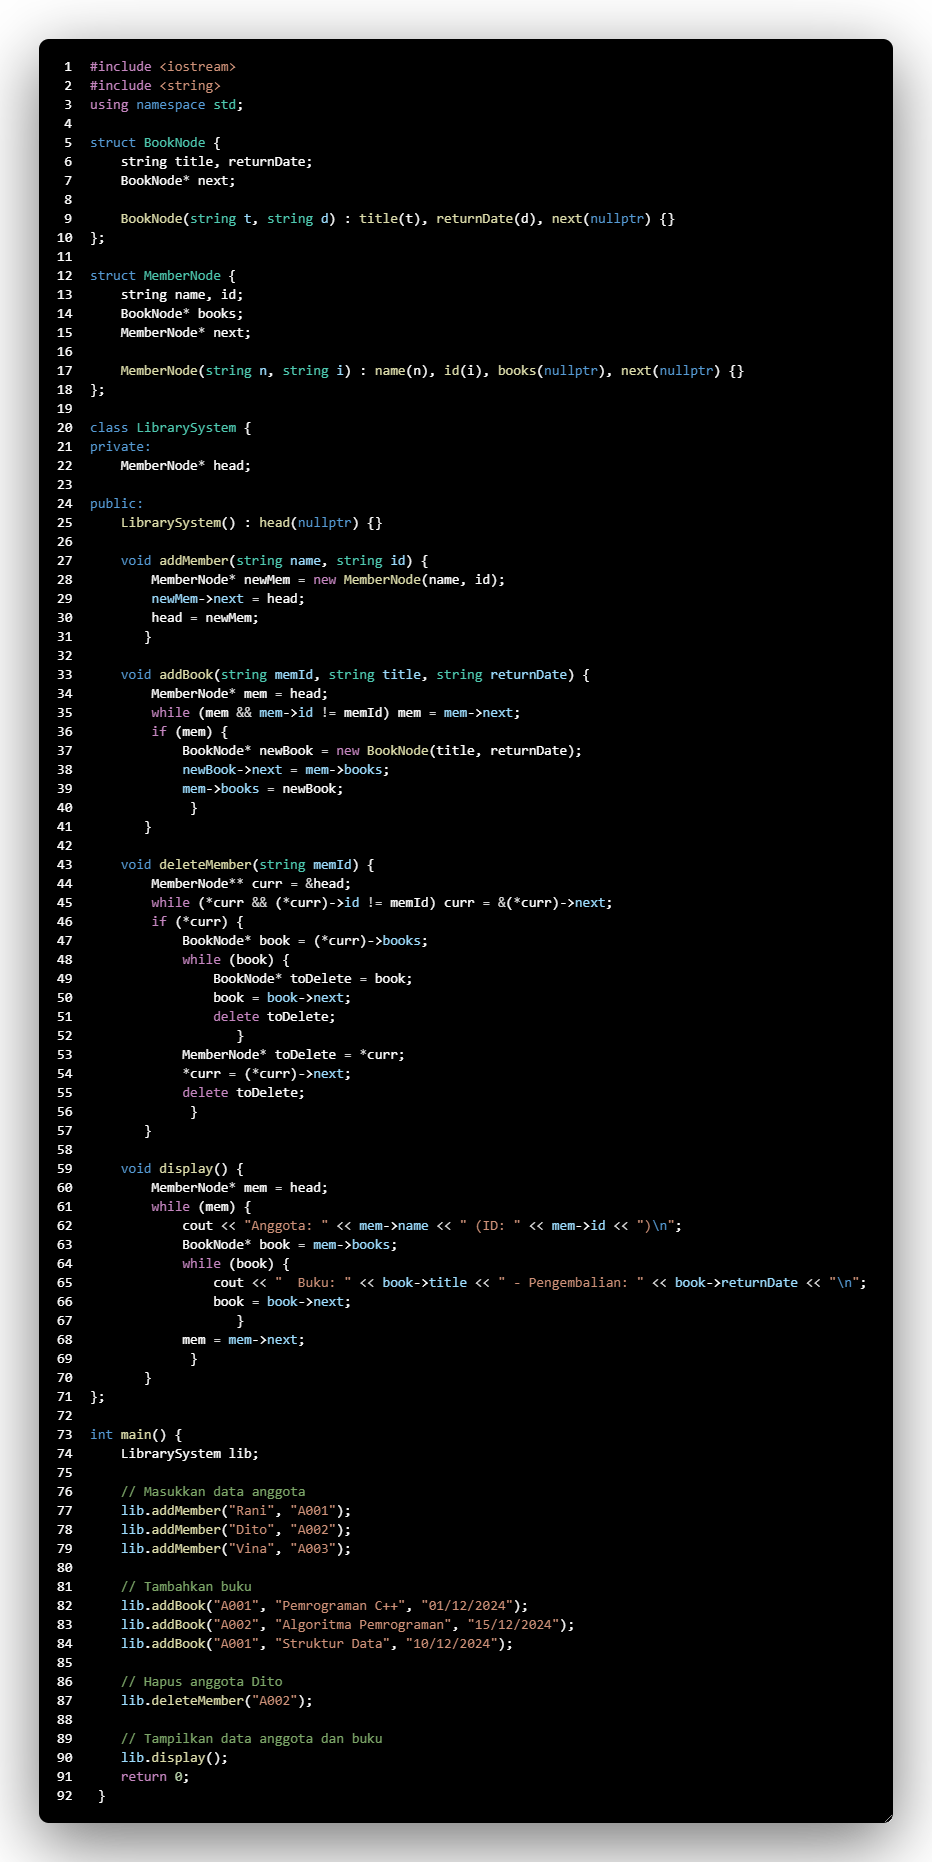 1 #include <iostream>
2 #include <string>
3 using namespace std;
4
5 struct BookNode {
6     string title, returnDate;
7     BookNode* next;
8
9     BookNode(string t, string d) : title(t), returnDate(d), next(nullptr) {}
10 };
11
12 struct MemberNode {
13     string name, id;
14     BookNode* books;
15     MemberNode* next;
16
17     MemberNode(string n, string i) : name(n), id(i), books(nullptr), next(nullptr) {}
18 };
19
20 class LibrarySystem {
21 private:
22     MemberNode* head;
23
24 public:
25     LibrarySystem() : head(nullptr) {}
26
27     void addMember(string name, string id) {
28         MemberNode* newMem = new MemberNode(name, id);
29         newMem->next = head;
30         head = newMem;
31        }
32
33     void addBook(string memId, string title, string returnDate) {
34         MemberNode* mem = head;
35         while (mem && mem->id != memId) mem = mem->next;
36         if (mem) {
37             BookNode* newBook = new BookNode(title, returnDate);
38             newBook->next = mem->books;
39             mem->books = newBook;
40              }
41        }
42
43     void deleteMember(string memId) {
44         MemberNode** curr = &head;
45         while (*curr && (*curr)->id != memId) curr = &(*curr)->next;
46         if (*curr) {
47             BookNode* book = (*curr)->books;
48             while (book) {
49                 BookNode* toDelete = book;
50                 book = book->next;
51                 delete toDelete;
52                    }
53             MemberNode* toDelete = *curr;
54             *curr = (*curr)->next;
55             delete toDelete;
56              }
57        }
58
59     void display() {
60         MemberNode* mem = head;
61         while (mem) {
62             cout << "Anggota: " << mem->name << " (ID: " << mem->id << ")\n";
63             BookNode* book = mem->books;
64             while (book) {
65                 cout << "  Buku: " << book->title << " - Pengembalian: " << book->returnDate << "\n";
66                 book = book->next;
67                    }
68             mem = mem->next;
69              }
70        }
71 };
72
73 int main() {
74     LibrarySystem lib;
75
76     // Masukkan data anggota
77     lib.addMember("Rani", "A001");
78     lib.addMember("Dito", "A002");
79     lib.addMember("Vina", "A003");
80
81     // Tambahkan buku
82     lib.addBook("A001", "Pemrograman C++", "01/12/2024");
83     lib.addBook("A002", "Algoritma Pemrograman", "15/12/2024");
84     lib.addBook("A001", "Struktur Data", "10/12/2024");
85
86     // Hapus anggota Dito
87     lib.deleteMember("A002");
88
89     // Tampilkan data anggota dan buku
90     lib.display();
91     return 0;
92  }